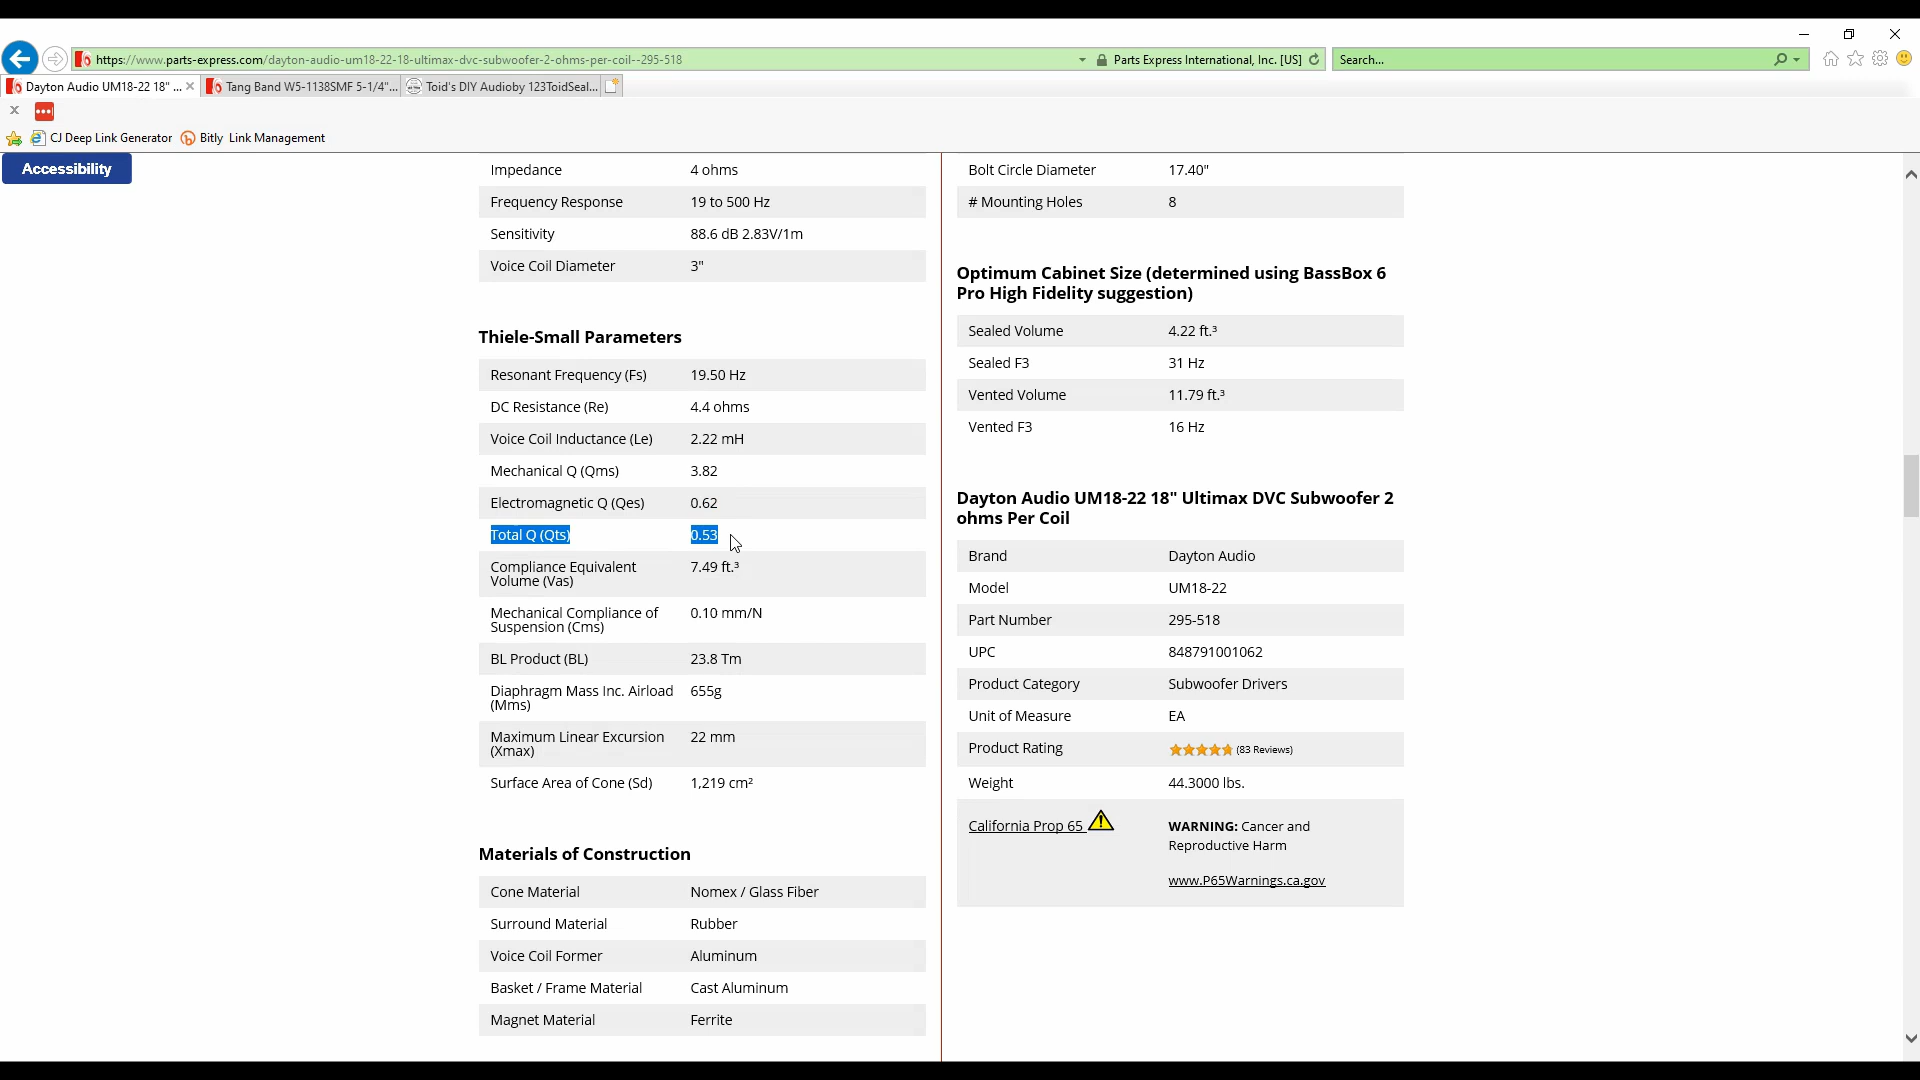 https://www.parts-express.com/dayton-audio-um18-22-18-ultimax-dvc-subwoofer-2-ohms-per-coil--295-518
Parts Express International, Inc. [US]
Search...
Dayton Audio UM18-22 18" ...
Tang Band W5-1138SMF 5-1/4"...
Toid's DIY Audioby 123ToidSeal...
CJ Deep Link Generator
Bitly Link Management
Accessibility
Impedance 4 ohms
Frequency Response 19 to 500 Hz
Sensitivity 88.6 dB 2.83V/1m
Voice Coil Diameter 3"
Thiele-Small Parameters
Resonant Frequency (Fs) 19.50 Hz
DC Resistance (Re) 4.4 ohms
Voice Coil Inductance (Le) 2.22 mH
Mechanical Q (Qms) 3.82
Electromagnetic Q (Qes) 0.62
Total Q (Qts) 0.53
Compliance Equivalent 7.49 ft.³
Volume (Vas)
Mechanical Compliance of 0.10 mm/N
Suspension (Cms)
BL Product (BL) 23.8 Tm
Diaphragm Mass Inc. Airload 655g
(Mms)
Maximum Linear Excursion 22 mm
(Xmax)
Surface Area of Cone (Sd) 1,219 cm²
Materials of Construction
Cone Material Nomex / Glass Fiber
Surround Material Rubber
Voice Coil Former Aluminum
Basket / Frame Material Cast Aluminum
Magnet Material Ferrite
Bolt Circle Diameter 17.40"
# Mounting Holes 8
Optimum Cabinet Size (determined using BassBox 6
Pro High Fidelity suggestion)
Sealed Volume 4.22 ft.³
Sealed F3 31 Hz
Vented Volume 11.79 ft.³
Vented F3 16 Hz
Dayton Audio UM18-22 18" Ultimax DVC Subwoofer 2
ohms Per Coil
Brand Dayton Audio
Model UM18-22
Part Number 295-518
UPC 848791001062
Product Category Subwoofer Drivers
Unit of Measure EA
Product Rating (83 Reviews)
Weight 44.3000 lbs.
California Prop 65 WARNING: Cancer and
Reproductive Harm
www.P65Warnings.ca.gov